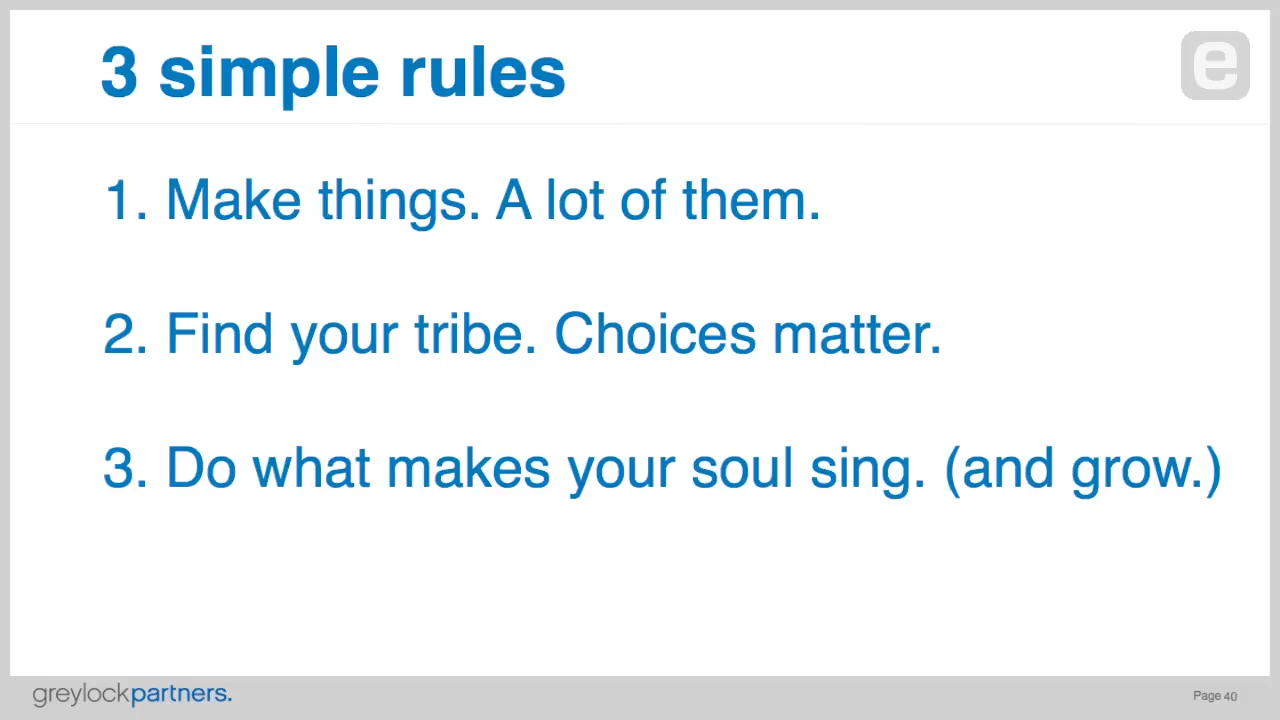 3 simple rules
e
1. Make things. A lot of them.
2. Find your tribe. Choices matter.
3. Do what makes your soul sing. (and grow.)
greylockpartners.
Page 40